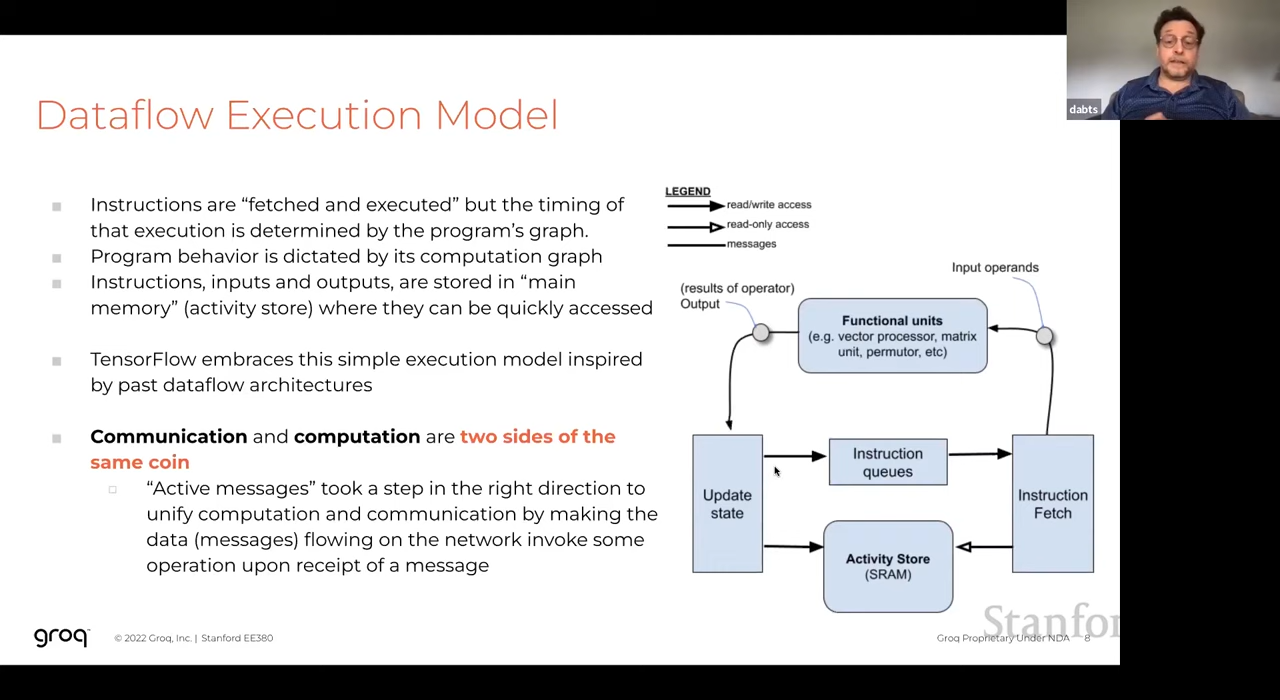 dabts
Dataflow Execution Model
Instructions are “fetched and executed” but the timing of
that execution is determined by the program’s graph.
Program behavior is dictated by its computation graph
Instructions, inputs and outputs, are stored in “main
memory” (activity store) where they can be quickly accessed
TensorFlow embraces this simple execution model inspired
by past dataflow architectures
Communication and computation are two sides of the
same coin
“Active messages” took a step in the right direction to
unify computation and communication by making the
data (messages) flowing on the network invoke some
operation upon receipt of a message
LEGEND
read/write access
read-only access
messages
Input operands
(results of operator)
Output
Functional units
(e.g. vector processor, matrix
unit, permutor, etc)
Update
state
Instruction
queues
Instruction
Fetch
Activity Store
(SRAM)
groq
© 2022 Groq, Inc. | Stanford EE380
Groq Proprietary Under NDA
8
Stanfor